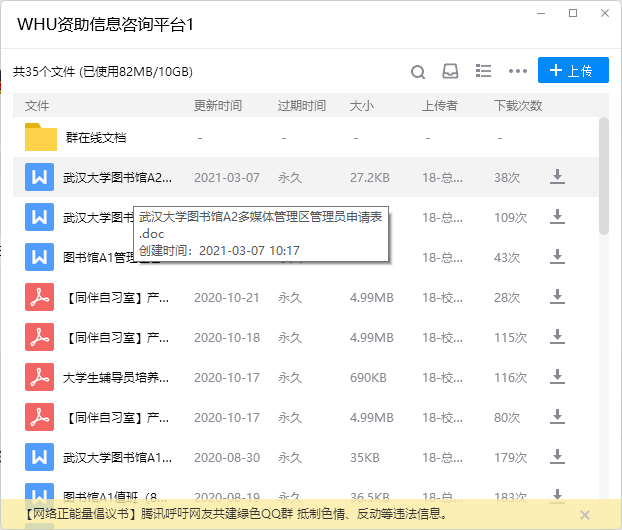 WHU资助信息咨询平台1
共35个文件 (已使用82MB/10GB)
上传
文件 更新时间 过期时间 大小 上传者 下载次数
群在线文档 - - - - -
武汉大学图书馆A2... 2021-03-07 永久 27.2KB 18-总... 38次
武汉大学图书 18-总... 109次
武汉大学图书馆A2多媒体管理区管理员申请表
.doc
创建时间：2021-03-07 10:17
图书馆A1管理 18-总... 43次
【同伴自习室】产... 2020-10-21 永久 4.99MB 18-校... 28次
【同伴自习室】产... 2020-10-18 永久 4.99MB 18-校... 115次
大学生辅导员培养... 2020-10-17 永久 690KB 18-校... 116次
【同伴自习室】产... 2020-10-17 永久 4.99MB 18-校... 80次
武汉大学图书馆A1... 2020-08-30 永久 35KB 18-总... 179次
图书馆A1值班（8... 2020-08-19 永久 36.5KB 18-总... 183次
【网络正能量倡议书】腾讯呼吁网友共建绿色QQ群 抵制色情、反动等违法信息。